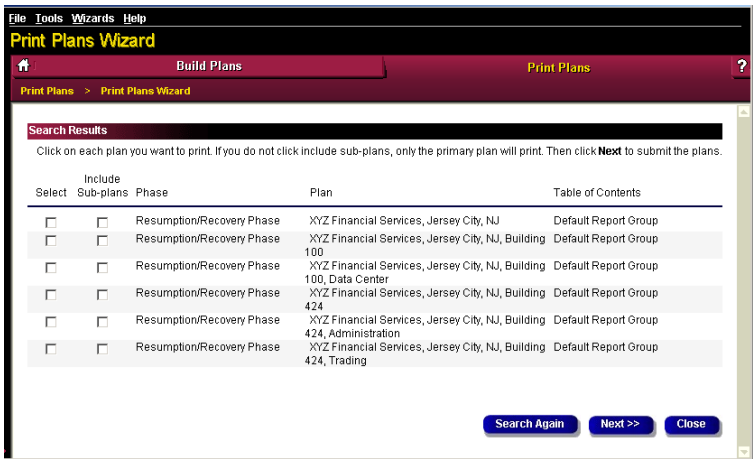 File Tools Wizards Help
Print Plans Wizard
Build Plans Print Plans ?
Print Plans > Print Plans Wizard
Search Results
Click on each plan you want to print. If you do not click include sub-plans, only the primary plan will print. Then click Next to submit the plans.
Include
Select Sub-plans Phase Plan Table of Contents
Resumption/Recovery Phase XYZ Financial Services, Jersey City, NJ Default Report Group
Resumption/Recovery Phase XYZ Financial Services, Jersey City, NJ, Building Default Report Group
100
Resumption/Recovery Phase XYZ Financial Services, Jersey City, NJ, Building Default Report Group
100, Data Center
Resumption/Recovery Phase XYZ Financial Services, Jersey City, NJ, Building Default Report Group
424
Resumption/Recovery Phase XYZ Financial Services, Jersey City, NJ, Building Default Report Group
424, Administration
Resumption/Recovery Phase XYZ Financial Services, Jersey City, NJ, Building Default Report Group
424, Trading
Search Again Next >> Close